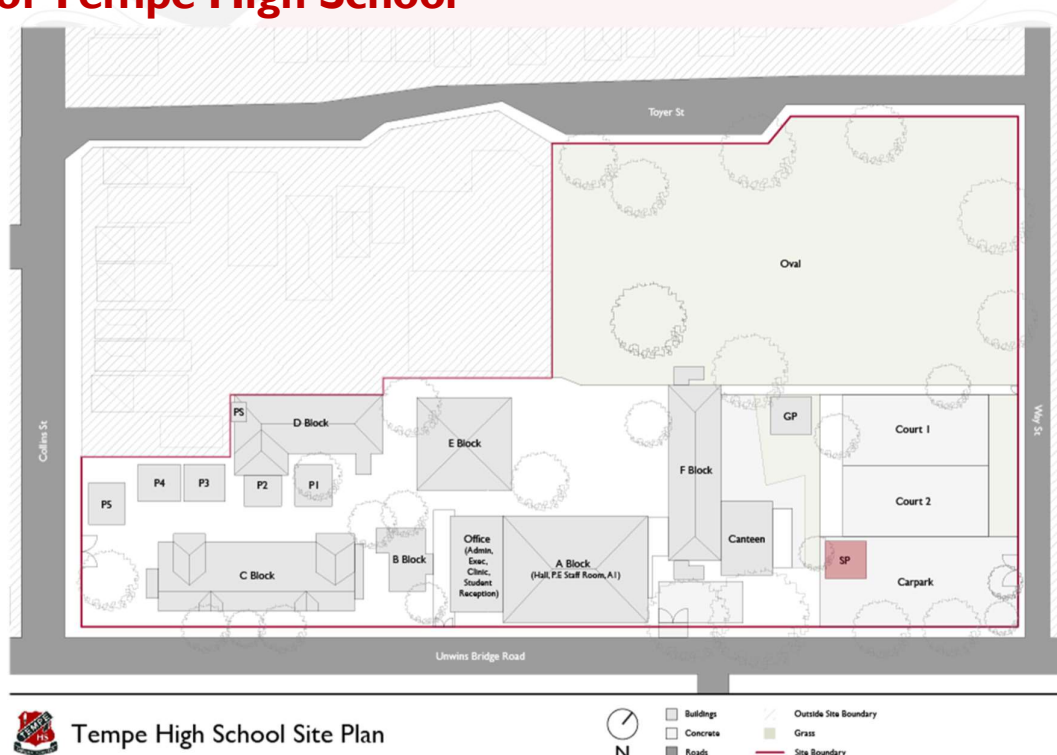 of Tempe High School
Toyer St
Oval
Collins St
Way St
PS
D Block
E Block
GP
Court 1
F Block
P4
P3
P2
P1
P5
Court 2
Office
(Admin,
Exec,
Clinic,
Student
Reception)
A Block
(Hall, P.E Staff Room, A1)
B Block
C Block
Canteen
SP
Carpark
Unwins Bridge Road
TEMPE
HS
Tempe High School Site Plan
N
Buildings
Concrete
Roads
Outside Site Boundary
Grass
Site Boundary